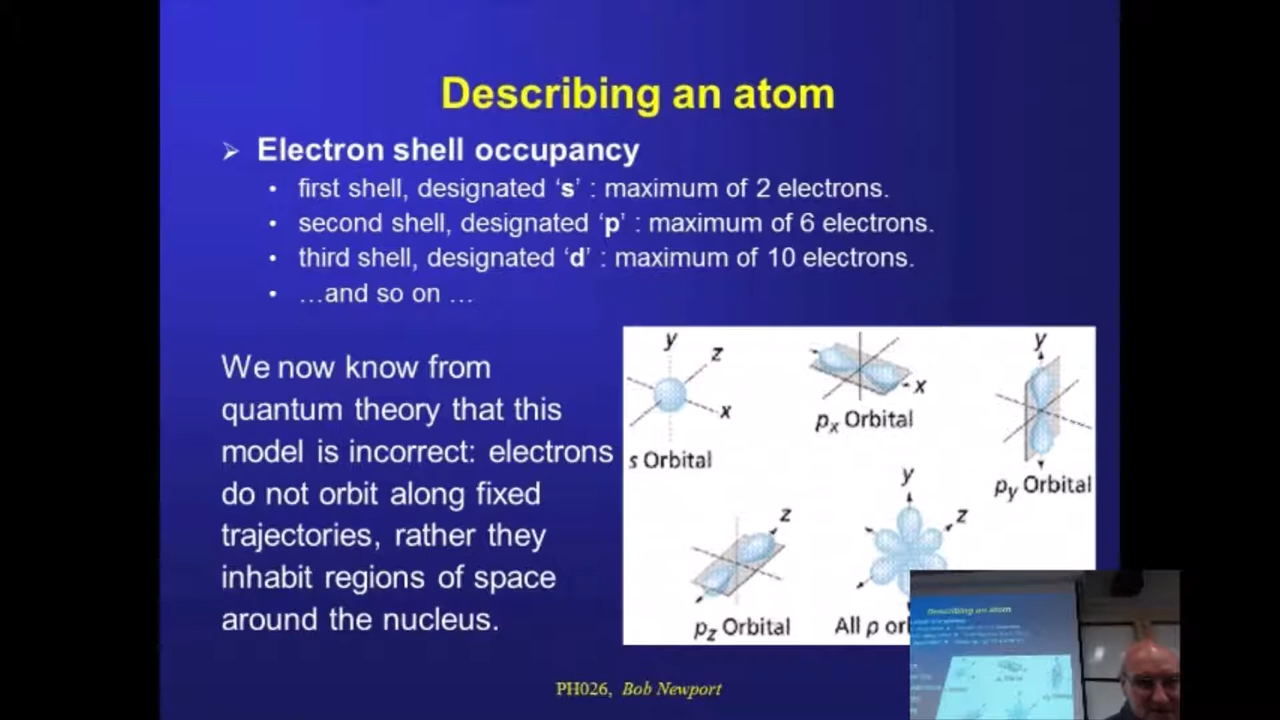 Describing an atom
➢ Electron shell occupancy
• first shell, designated ‘s’ : maximum of 2 electrons.
• second shell, designated ‘p’ : maximum of 6 electrons.
• third shell, designated ‘d’ : maximum of 10 electrons.
• …and so on …
We now know from
quantum theory that this
model is incorrect: electrons
do not orbit along fixed
trajectories, rather they
inhabit regions of space
around the nucleus.
y
z
x
s Orbital
x
px Orbital
y
py Orbital
z
pz Orbital
y
z
All p
PH026, Bob Newport
Describing an atom